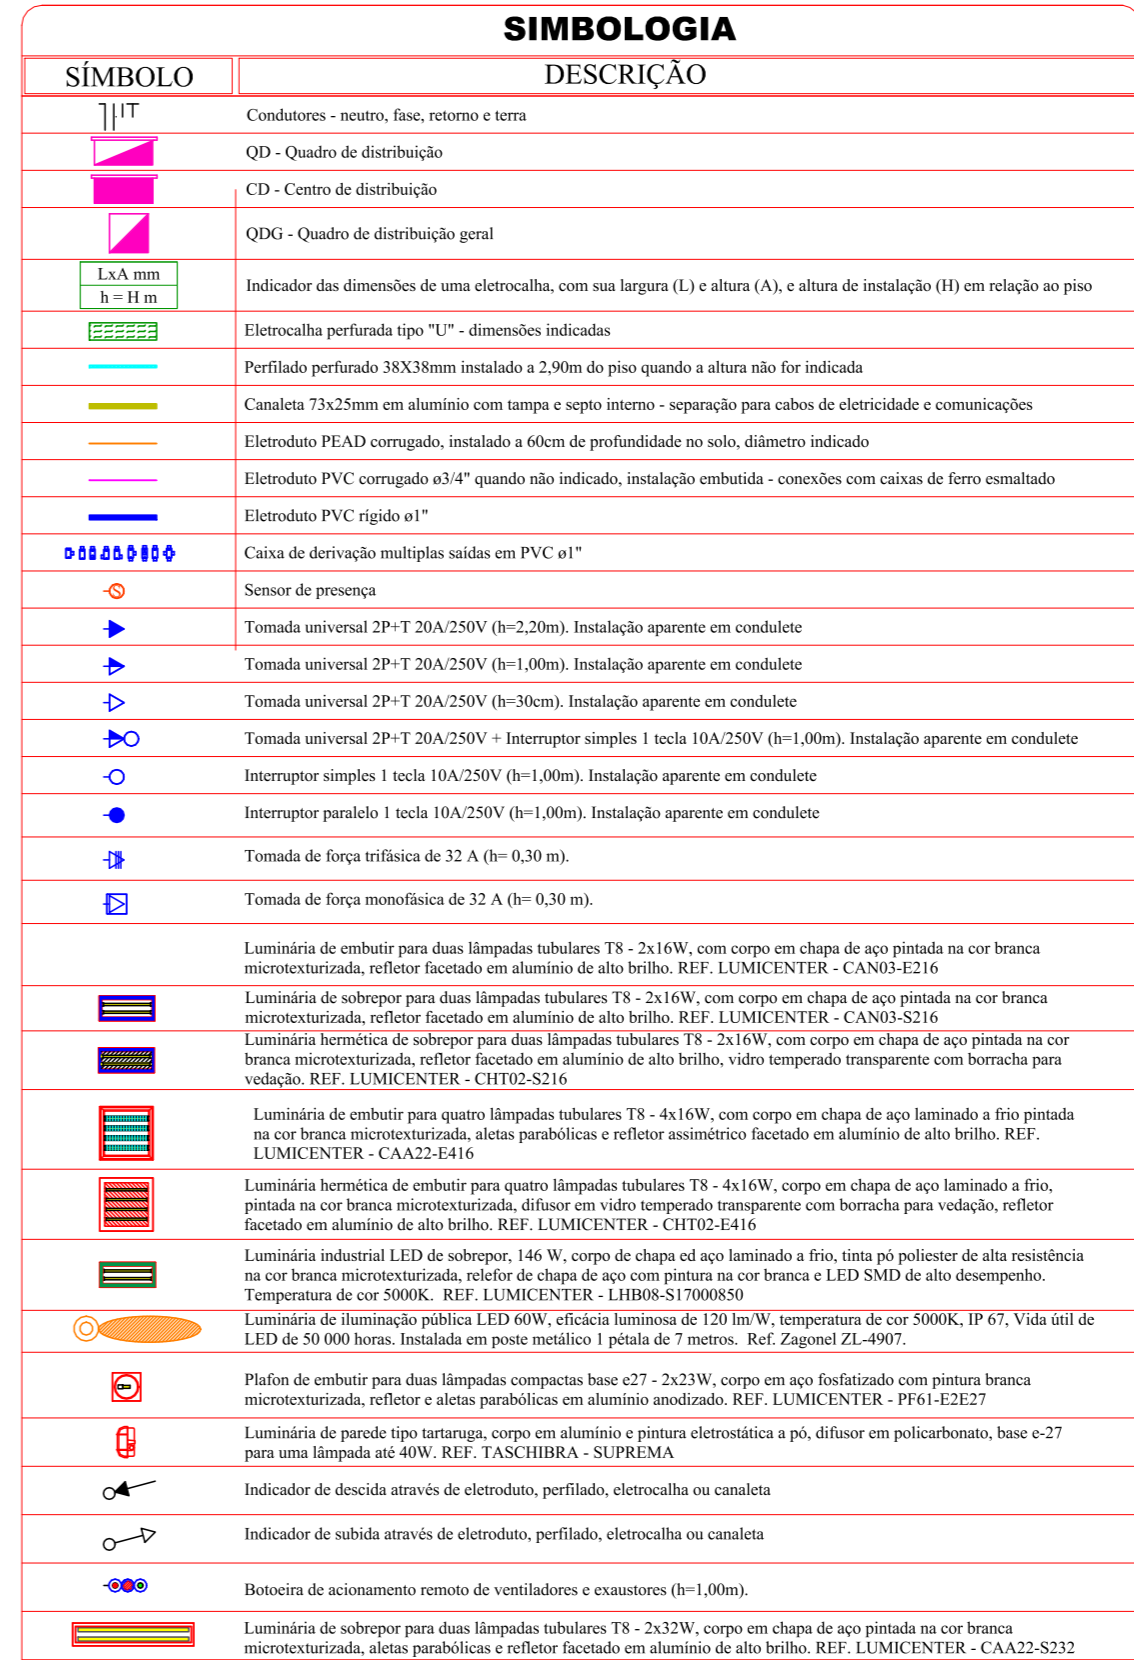 SIMBOLOGIA
SÍMBOLO DESCRIÇÃO
Condutores - neutro, fase, retorno e terra
QD - Quadro de distribuição
CD - Centro de distribuição
QDG - Quadro de distribuição geral
LxA mm
h = H m
Indicador das dimensões de uma eletrocalha, com sua largura (L) e altura (A), e altura de instalação (H) em relação ao piso
Eletrocalha perfurada tipo "U" - dimensões indicadas
Perfilado perfurado 38X38mm instalado a 2,90m do piso quando a altura não for indicada
Canaleta 73x25mm em alumínio com tampa e septo interno - separação para cabos de eletricidade e comunicações
Eletroduto PEAD corrugado, instalado a 60cm de profundidade no solo, diâmetro indicado
Eletroduto PVC corrugado ø3/4" quando não indicado, instalação embutida - conexões com caixas de ferro esmaltado
Eletroduto PVC rígido ø1"
Caixa de derivação multiplas saídas em PVC ø1"
S
Sensor de presença
Tomada universal 2P+T 20A/250V (h=2,20m). Instalação aparente em condulete
Tomada universal 2P+T 20A/250V (h=1,00m). Instalação aparente em condulete
Tomada universal 2P+T 20A/250V (h=30cm). Instalação aparente em condulete
Tomada universal 2P+T 20A/250V + Interruptor simples 1 tecla 10A/250V (h=1,00m). Instalação aparente em condulete
Interruptor simples 1 tecla 10A/250V (h=1,00m). Instalação aparente em condulete
Interruptor paralelo 1 tecla 10A/250V (h=1,00m). Instalação aparente em condulete
Tomada de força trifásica de 32 A (h= 0,30 m).
Tomada de força monofásica de 32 A (h= 0,30 m).
Luminária de embutir para duas lâmpadas tubulares T8 - 2x16W, com corpo em chapa de aço pintada na cor branca
microtexturizada, refletor facetado em alumínio de alto brilho. REF. LUMICENTER - CAN03-E216
Luminária de sobrepor para duas lâmpadas tubulares T8 - 2x16W, com corpo em chapa de aço pintada na cor branca
microtexturizada, refletor facetado em alumínio de alto brilho. REF. LUMICENTER - CAN03-S216
Luminária hermética de sobrepor para duas lâmpadas tubulares T8 - 2x16W, com corpo em chapa de aço pintada na cor
branca microtexturizada, refletor facetado em alumínio de alto brilho, vidro temperado transparente com borracha para
vedação. REF. LUMICENTER - CHT02-S216
Luminária de embutir para quatro lâmpadas tubulares T8 - 4x16W, com corpo em chapa de aço laminado a frio pintada
na cor branca microtexturizada, aletas parabólicas e refletor assimétrico facetado em alumínio de alto brilho. REF.
LUMICENTER - CAA22-E416
Luminária hermética de embutir para quatro lâmpadas tubulares T8 - 4x16W, corpo em chapa de aço laminado a frio,
pintada na cor branca microtexturizada, difusor em vidro temperado transparente com borracha para vedação, refletor
facetado em alumínio de alto brilho. REF. LUMICENTER - CHT02-E416
Luminária industrial LED de sobrepor, 146 W, corpo de chapa ed aço laminado a frio, tinta pó poliester de alta resistência
na cor branca microtexturizada, relefor de chapa de aço com pintura na cor branca e LED SMD de alto desempenho.
Temperatura de cor 5000K. REF. LUMICENTER - LHB08-S17000850
Luminária de iluminação pública LED 60W, eficácia luminosa de 120 lm/W, temperatura de cor 5000K, IP 67, Vida útil de
LED de 50 000 horas. Instalada em poste metálico 1 pétala de 7 metros. Ref. Zagonel ZL-4907.
Plafon de embutir para duas lâmpadas compactas base e27 - 2x23W, corpo em aço fosfatizado com pintura branca
microtexturizada, refletor e aletas parabólicas em alumínio anodizado. REF. LUMICENTER - PF61-E2E27
Luminária de parede tipo tartaruga, corpo em alumínio e pintura eletrostática a pó, difusor em policarbonato, base e-27
para uma lâmpada até 40W. REF. TASCHIBRA - SUPREMA
Indicador de descida através de eletroduto, perfilado, eletrocalha ou canaleta
Indicador de subida através de eletroduto, perfilado, eletrocalha ou canaleta
Botoeira de acionamento remoto de ventiladores e exaustores (h=1,00m).
Luminária de sobrepor para duas lâmpadas tubulares T8 - 2x32W, corpo em chapa de aço pintada na cor branca
microtexturizada, aletas parabólicas e refletor facetado em alumínio de alto brilho. REF. LUMICENTER - CAA22-S232